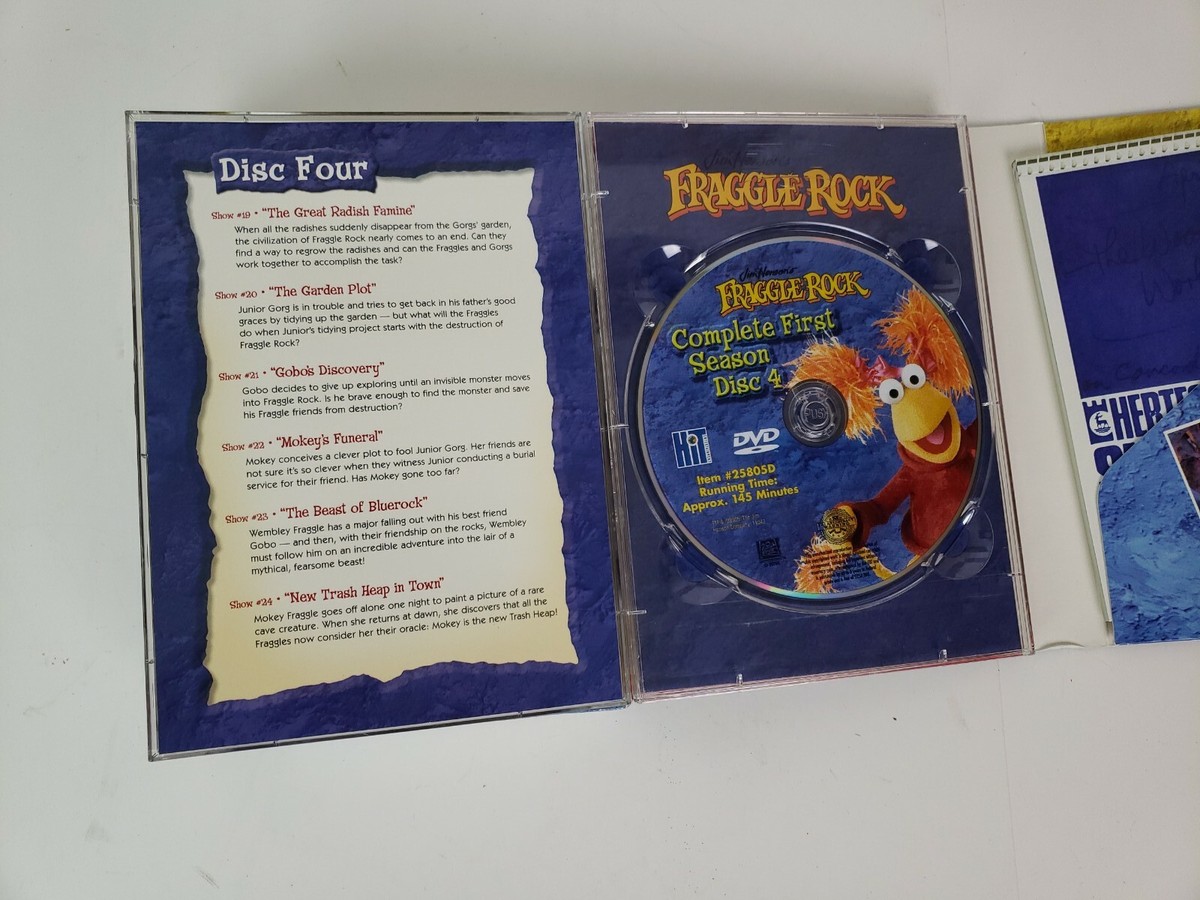 Disc Four
Show #19 • "The Great Radish Famine"
When all the radishes suddenly disappear from the Gorgs' garden,
the civilization of Fraggle Rock nearly comes to an end. Can they
find a way to regrow the radishes and can the Fraggles and Gorgs
work together to accomplish the task?
Show #20 • "The Garden Plot"
Junior Gorg is in trouble and tries to get back in his father's good
graces by tidying up the garden — but what will the Fraggles
do when Junior's tidying project starts with the destruction of
Fraggle Rock?
Show #21 • "Gobo's Discovery"
Gobo decides to give up exploring until an invisible monster moves
into Fraggle Rock. Is he brave enough to find the monster and save
his Fraggle friends from destruction?
Show #22 • "Mokey's Funeral"
Mokey conceives a clever plot to fool Junior Gorg. Her friends are
not sure it's so clever when they witness Junior conducting a burial
service for their friend. Has Mokey gone too far?
Show #23 • "The Beast of Bluerock"
Wembley Fraggle has a major falling out with his best friend
Gobo — and then, with their friendship on the rocks, Wembley
must follow him on an incredible adventure into the lair of a
mythical, fearsome beast!
Show #24 • "New Trash Heap in Town"
Mokey Fraggle goes off alone one night to paint a picture of a rare
cave creature. When she returns at dawn, she discovers that all the
Fraggles now consider her their oracle: Mokey is the new Trash Heap!
Jim Henson's
FRAGGLE ROCK
Jim Henson's
FRAGGLE ROCK
Complete First
Season
Disc 4
PUSH
HiT
DVD
Item #25805D
Running Time:
Approx. 145 Minutes